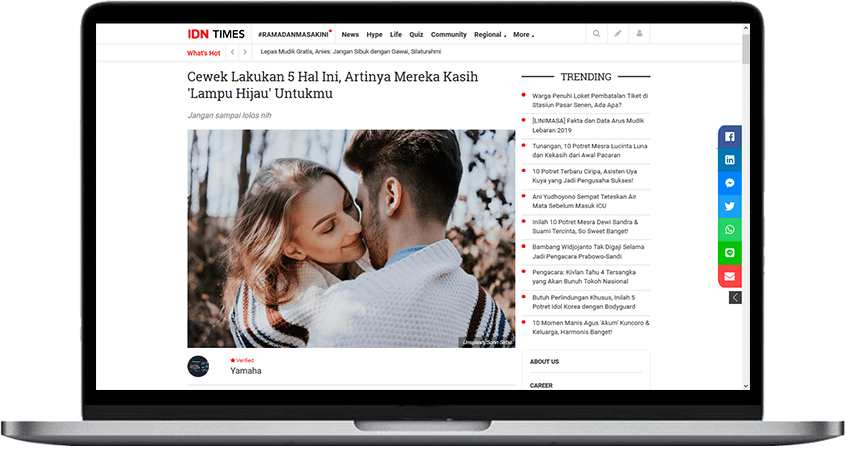 IDN TIMES
#RAMADANMASAKINI
News
Hype
Life
Quiz
Community
Regional
More
What's Hot
Lepas Mudik Gratis, Anies: Jangan Sibuk dengan Gawai, Silaturahmi
Cewek Lakukan 5 Hal Ini, Artinya Mereka Kasih
'Lampu Hijau' Untukmu
Jangan sampai lolos nih
Unsplash/Sorin Sîrbu
Verified
Yamaha
TRENDING
Warga Penuhi Loket Pembatalan Tiket di
Stasiun Pasar Senen, Ada Apa?
[LINIMASA] Fakta dan Data Arus Mudik
Lebaran 2019
Tunangan, 10 Potret Mesra Lucinta Luna
dan Kekasih dari Awal Pacaran
10 Potret Terbaru Ciripa, Asisten Uya
Kuya yang Jadi Pengusaha Sukses!
Ani Yudhoyono Sempat Teteskan Air
Mata Sebelum Masuk ICU
Inilah 10 Potret Mesra Dewi Sandra &
Suami Tercinta, So Sweet Banget!
Bambang Widjojanto Tak Digaji Selama
Jadi Pengacara Prabowo-Sandi
Pengacara: Kivlan Tahu 4 Tersangka
yang Akan Bunuh Tokoh Nasional
Butuh Perlindungan Khusus, Inilah 5
Potret Idol Korea dengan Bodyguard
10 Momen Manis Agus 'Akum' Kuncoro &
Keluarga, Harmonis Banget!
ABOUT US
CAREER